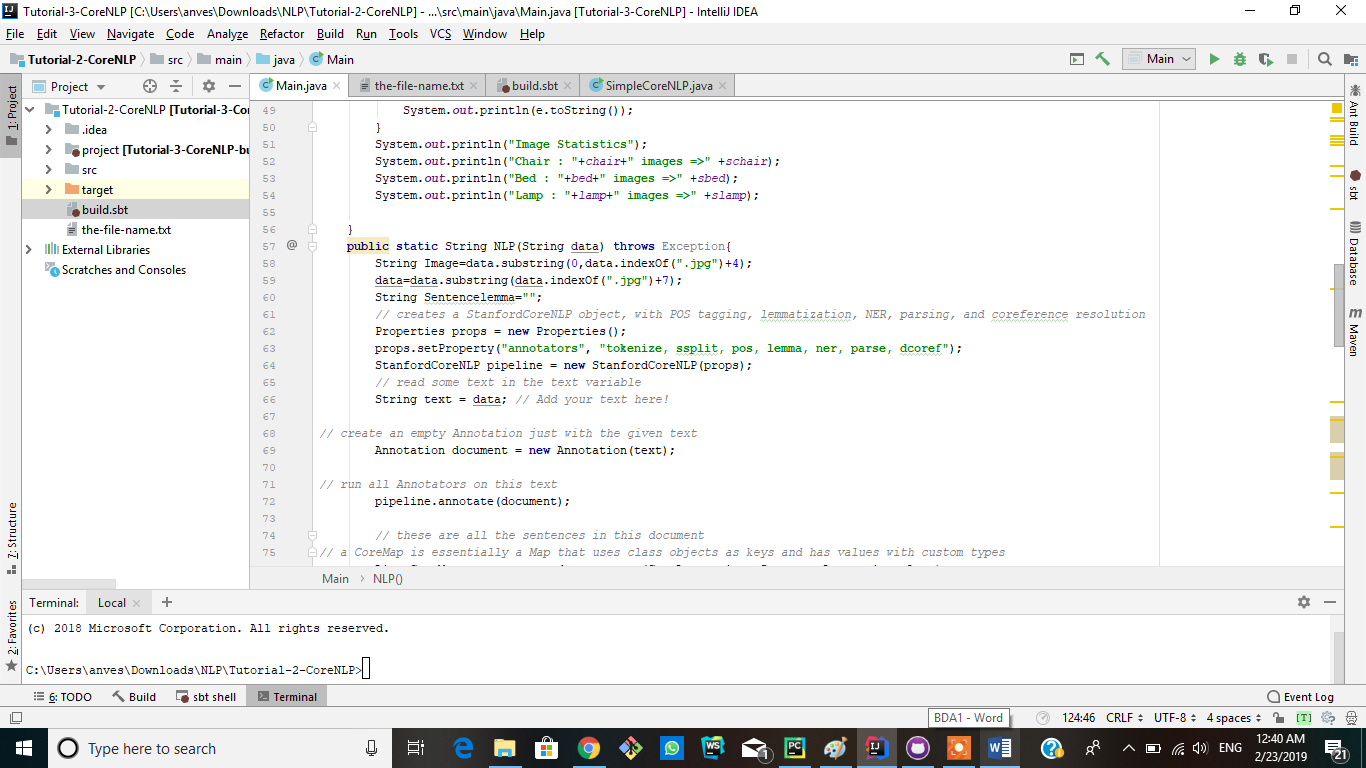 Tutorial-3-CoreNLP [C:\Users\anves\Downloads\NLP\Tutorial-2-CoreNLP] - ...\src\main\java\Main.java [Tutorial-3-CoreNLP] - IntelliJ IDEA
File Edit View Navigate Code Analyze Refactor Build Run Tools VCS Window Help
Tutorial-2-CoreNLP src main java Main
Main
1: Project
Project
Main.java the-file-name.txt build.sbt SimpleCoreNLP.java
Tutorial-2-CoreNLP [Tutorial-3-Cor
.idea
project [Tutorial-3-CoreNLP-bu
src
target
build.sbt
the-file-name.txt
External Libraries
Scratches and Consoles
49 System.out.println(e.toString());
50 }
51 System.out.println("Image Statistics");
52 System.out.println("Chair : "+chair+" images =>" +schair);
53 System.out.println("Bed : "+bed+" images =>" +sbed);
54 System.out.println("Lamp : "+lamp+" images =>" +slamp);
55
56 }
57 @ public static String NLP(String data) throws Exception{
58 String Image=data.substring(0,data.indexOf(".jpg")+4);
59 data=data.substring(data.indexOf(".jpg")+7);
60 String Sentencelemma="";
61 // creates a StanfordCoreNLP object, with POS tagging, lemmatization, NER, parsing, and coreference resolution
62 Properties props = new Properties();
63 props.setProperty("annotators", "tokenize, ssplit, pos, lemma, ner, parse, dcoref");
64 StanfordCoreNLP pipeline = new StanfordCoreNLP(props);
65 // read some text in the text variable
66 String text = data; // Add your text here!
67
68 // create an empty Annotation just with the given text
69 Annotation document = new Annotation(text);
70
71 // run all Annotators on this text
72 pipeline.annotate(document);
73
74 // these are all the sentences in this document
75 // a CoreMap is essentially a Map that uses class objects as keys and has values with custom types
Main › NLP()
Ant Build
sbt
Database
Maven
7: Structure
2: Favorites
Terminal: Local × +
(c) 2018 Microsoft Corporation. All rights reserved.
C:\Users\anves\Downloads\NLP\Tutorial-2-CoreNLP>
6: TODO Build sbt shell Terminal Event Log
BDA1 - Word
124:46 CRLF UTF-8 4 spaces [T]
Type here to search
ENG
12:40 AM
2/23/2019
1
21